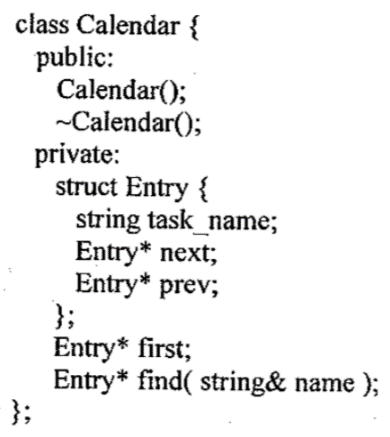 class Calendar {
public:
Calendar();
~Calendar();
private:
struct Entry {
string task_name;
Entry* next;
Entry* prev;
};
Entry* first;
Entry* find( string& name );
};